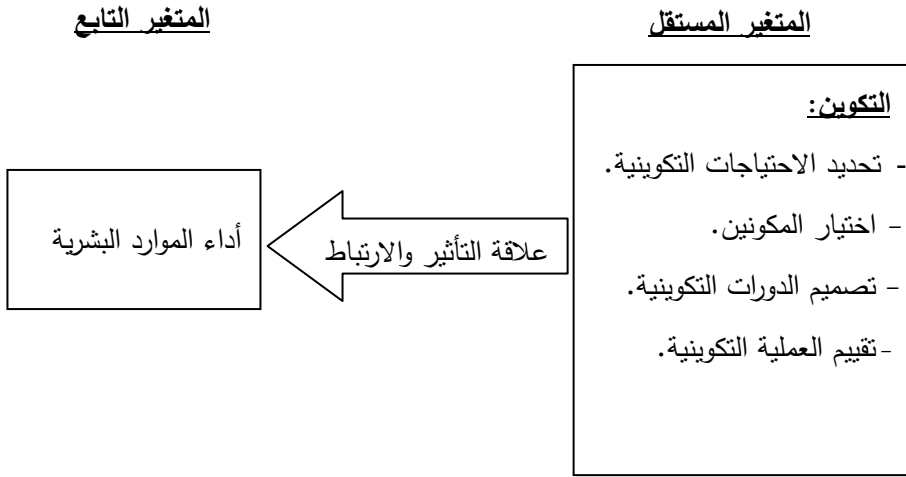 المتغير المستقل
المتغير التابع
التكوين:
- تحديد الاحتياجات التكوينية.
- اختيار المكونين.
- تصميم الدورات التكوينية.
-تقييم العملية التكوينية.
علاقة التأثير والارتباط
أداء الموارد البشرية